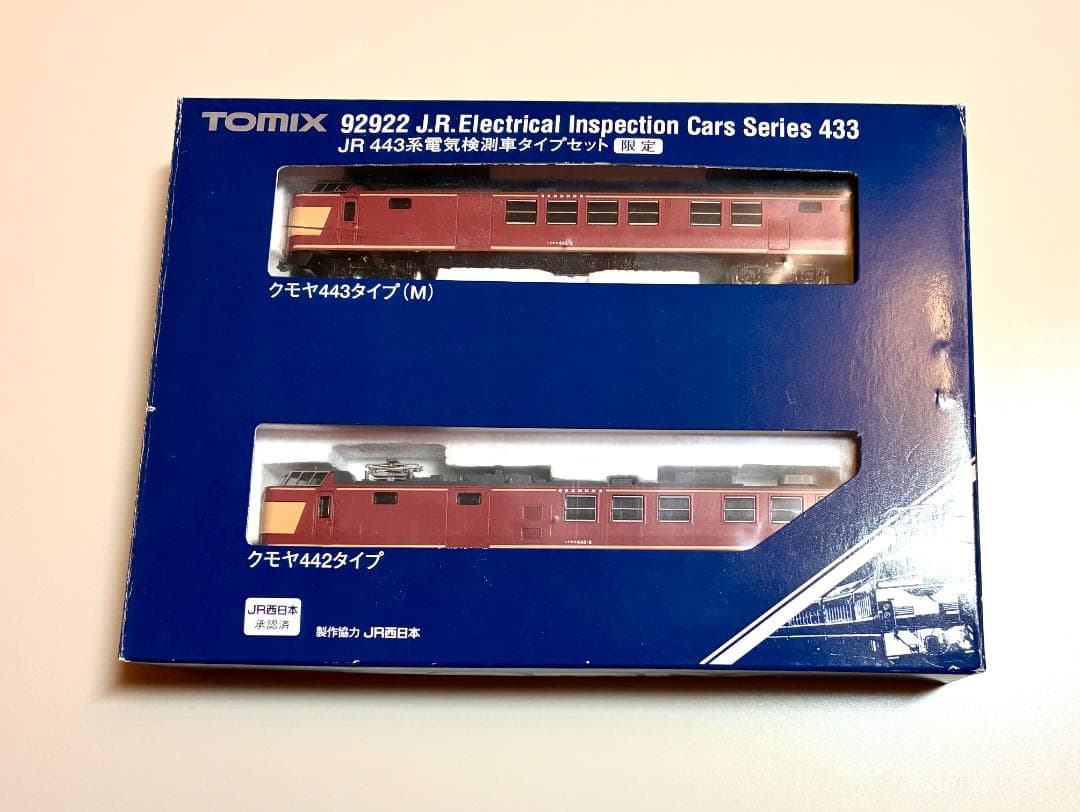 TOMIX 92922 J.R.Electrical Inspection Cars Series 433
JR 443系電気検測車タイプセット 限定
クモヤ443タイプ(M)
クモヤ442タイプ
JR西日本
承認済
製作協力 JR西日本